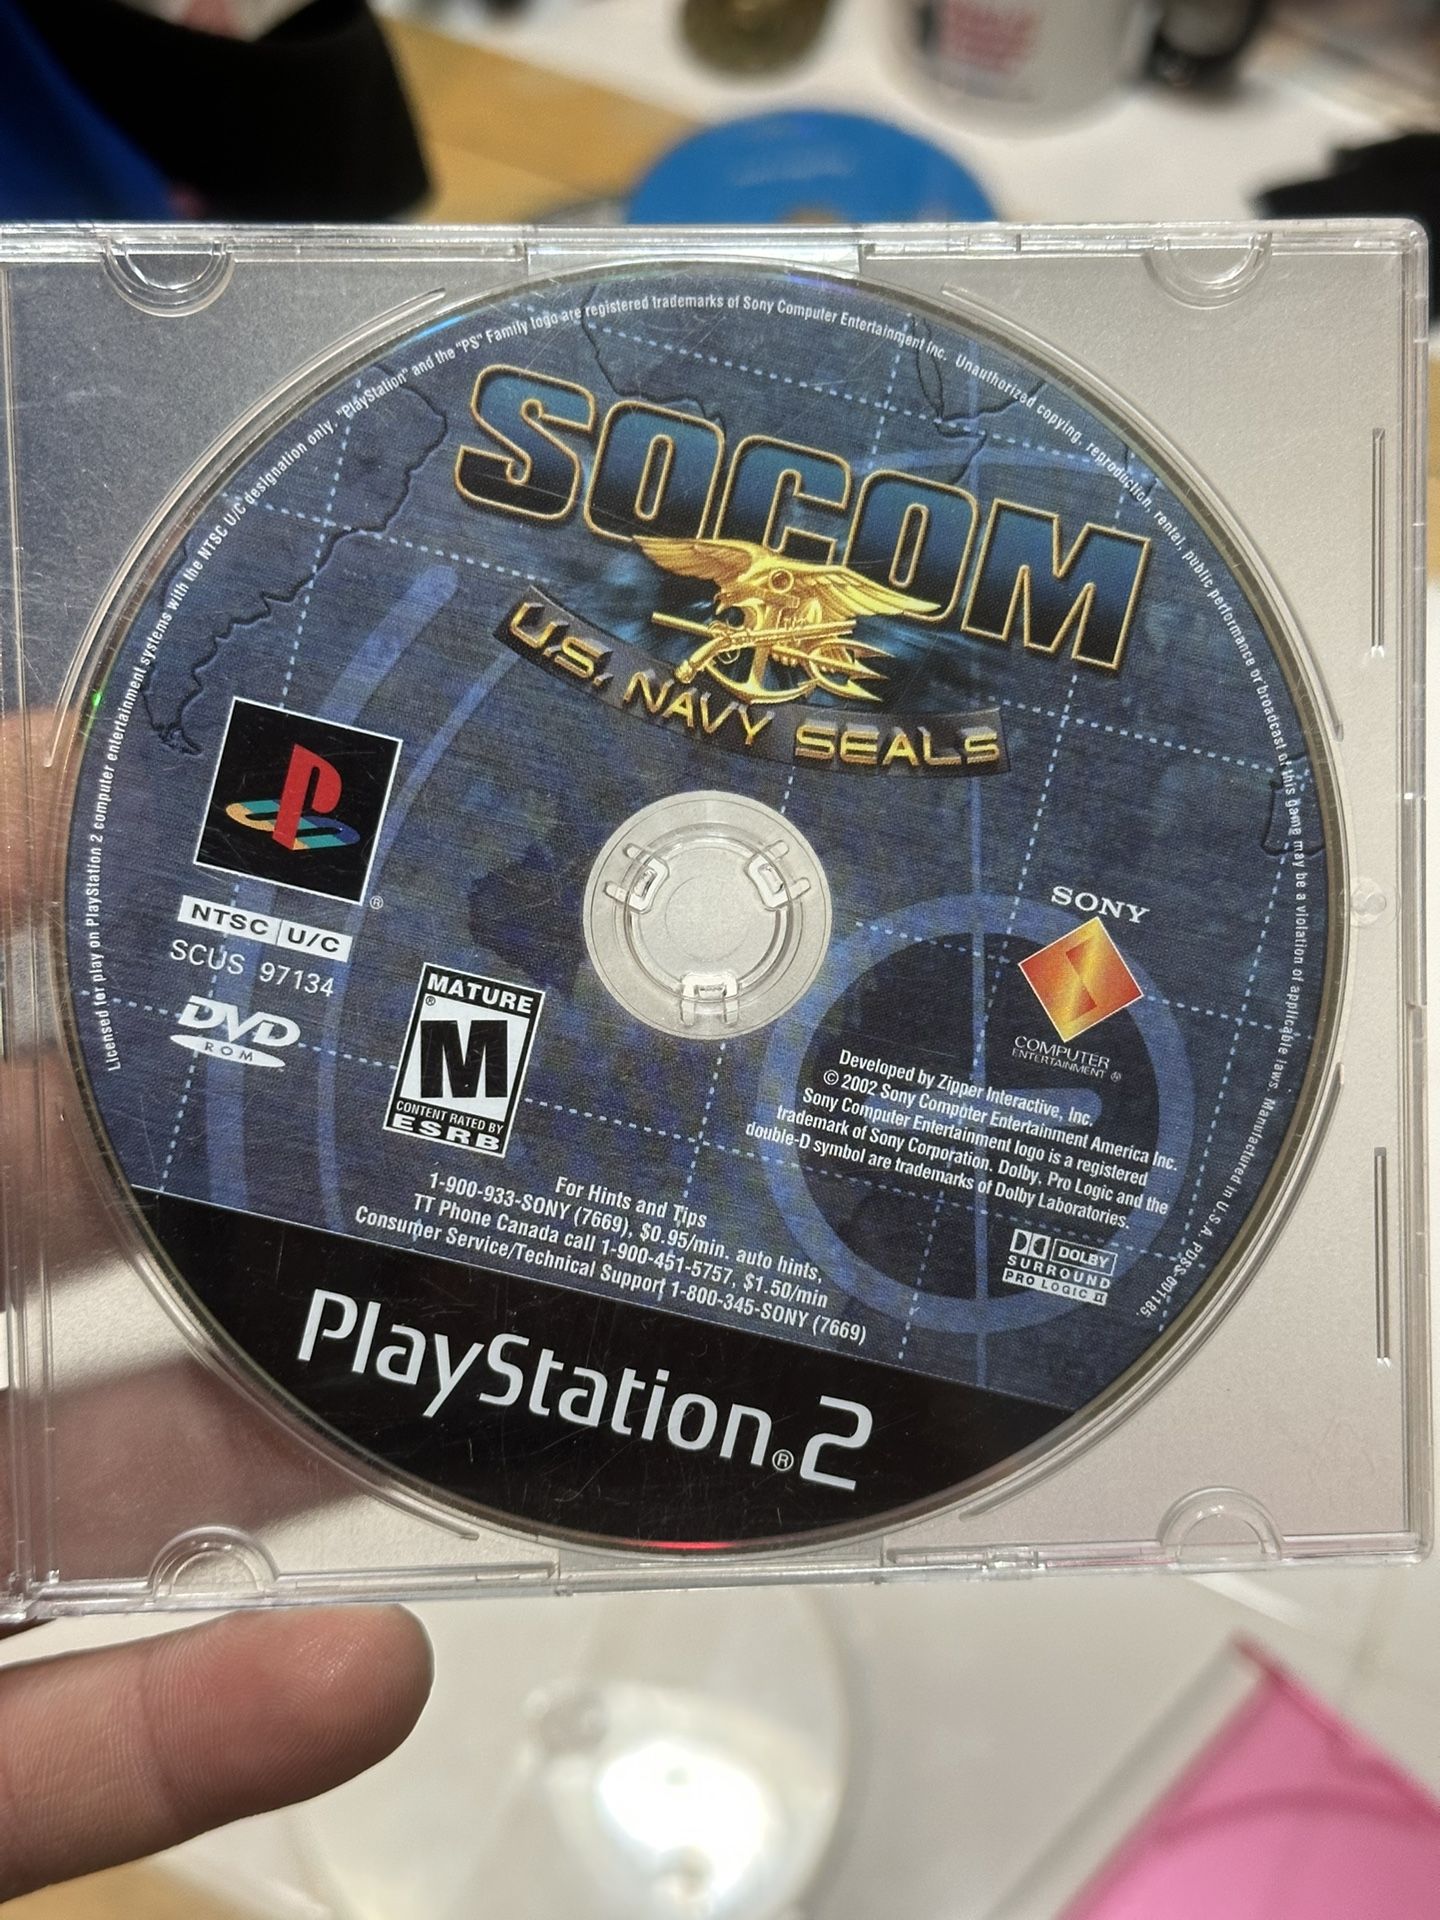 Licensed for play on PlayStation 2 computer entertainment systems with the NTSC U/C designation only. "PlayStation" and the "PS" Family logo are registered trademarks of Sony Computer Entertainment Inc. Unauthorized copying, reproduction, rental, public performance or broadcast of this game may be a violation of applicable laws. Manufactured in U.S.A. PDSS-001185.
SOCOM
U.S. NAVY SEALS
®
NTSC U/C
SCUS 97134
DVD
ROM
MATURE
®
M
CONTENT RATED BY
ESRB
SONY
COMPUTER
ENTERTAINMENT ®
Developed by Zipper Interactive, Inc.
© 2002 Sony Computer Entertainment America Inc.
Sony Computer Entertainment logo is a registered
trademark of Sony Corporation. Dolby, Pro Logic and the
double-D symbol are trademarks of Dolby Laboratories.
DOLBY
SURROUND
PRO LOGIC II
For Hints and Tips
1-900-933-SONY (7669), $0.95/min. auto hints,
TT Phone Canada call 1-900-451-5757, $1.50/min
Consumer Service/Technical Support 1-800-345-SONY (7669)
PlayStation®2